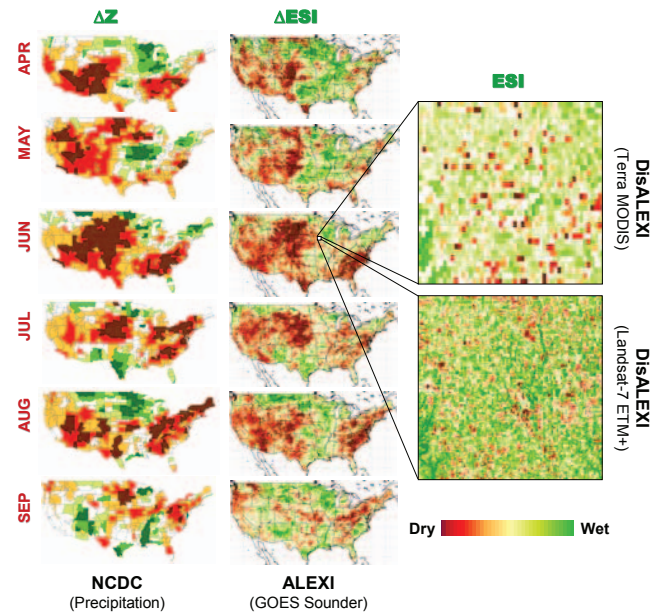 ΔZ
ΔESI
ESI
APR
MAY
JUN
JUL
AUG
SEP
DisALEXI
(Terra MODIS)
DisALEXI
(Landsat-7 ETM+)
Dry
Wet
NCDC
(Precipitation)
ALEXI
(GOES Sounder)